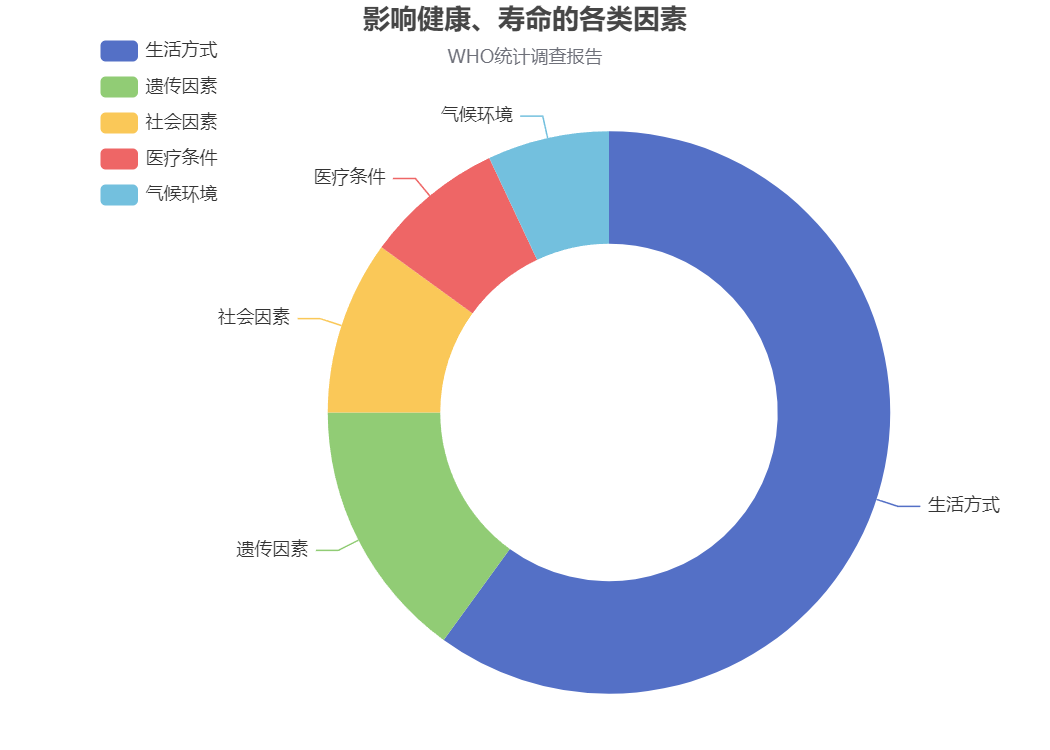 影响健康、寿命的各类因素
WHO统计调查报告
生活方式
遗传因素
社会因素
医疗条件
气候环境
气候环境
医疗条件
社会因素
生活方式
遗传因素